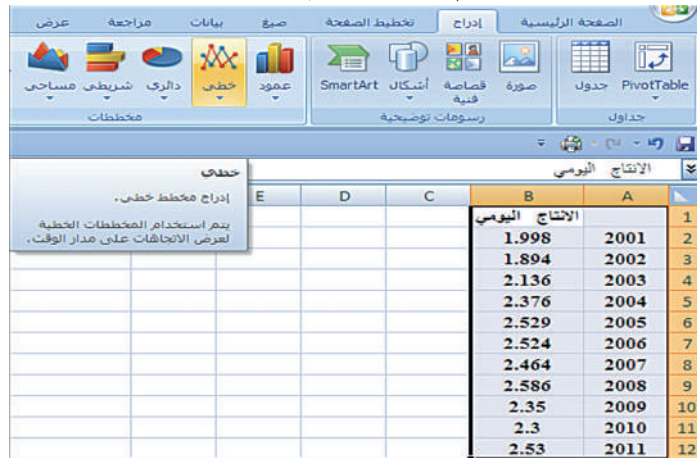 الصفحة الرئيسية إدراج تخطيط الصفحة صيغ بيانات مراجعة عرض
PivotTable جدول صورة قصاصة فنية أشكال SmartArt عمود خطي دائري شريطي مساحي
جداول رسومات توضيحية مخططات
الانتاج اليومي
خطي
إدراج مخطط خطي.
يتم استخدام المخططات الخطية
لعرض الاتجاهات على مدار الوقت.
A B C D E
1 الانتاج اليومي
2 2001 1.998
3 2002 1.894
4 2003 2.136
5 2004 2.376
6 2005 2.529
7 2006 2.524
8 2007 2.464
9 2008 2.586
10 2009 2.35
11 2010 2.3
12 2011 2.53